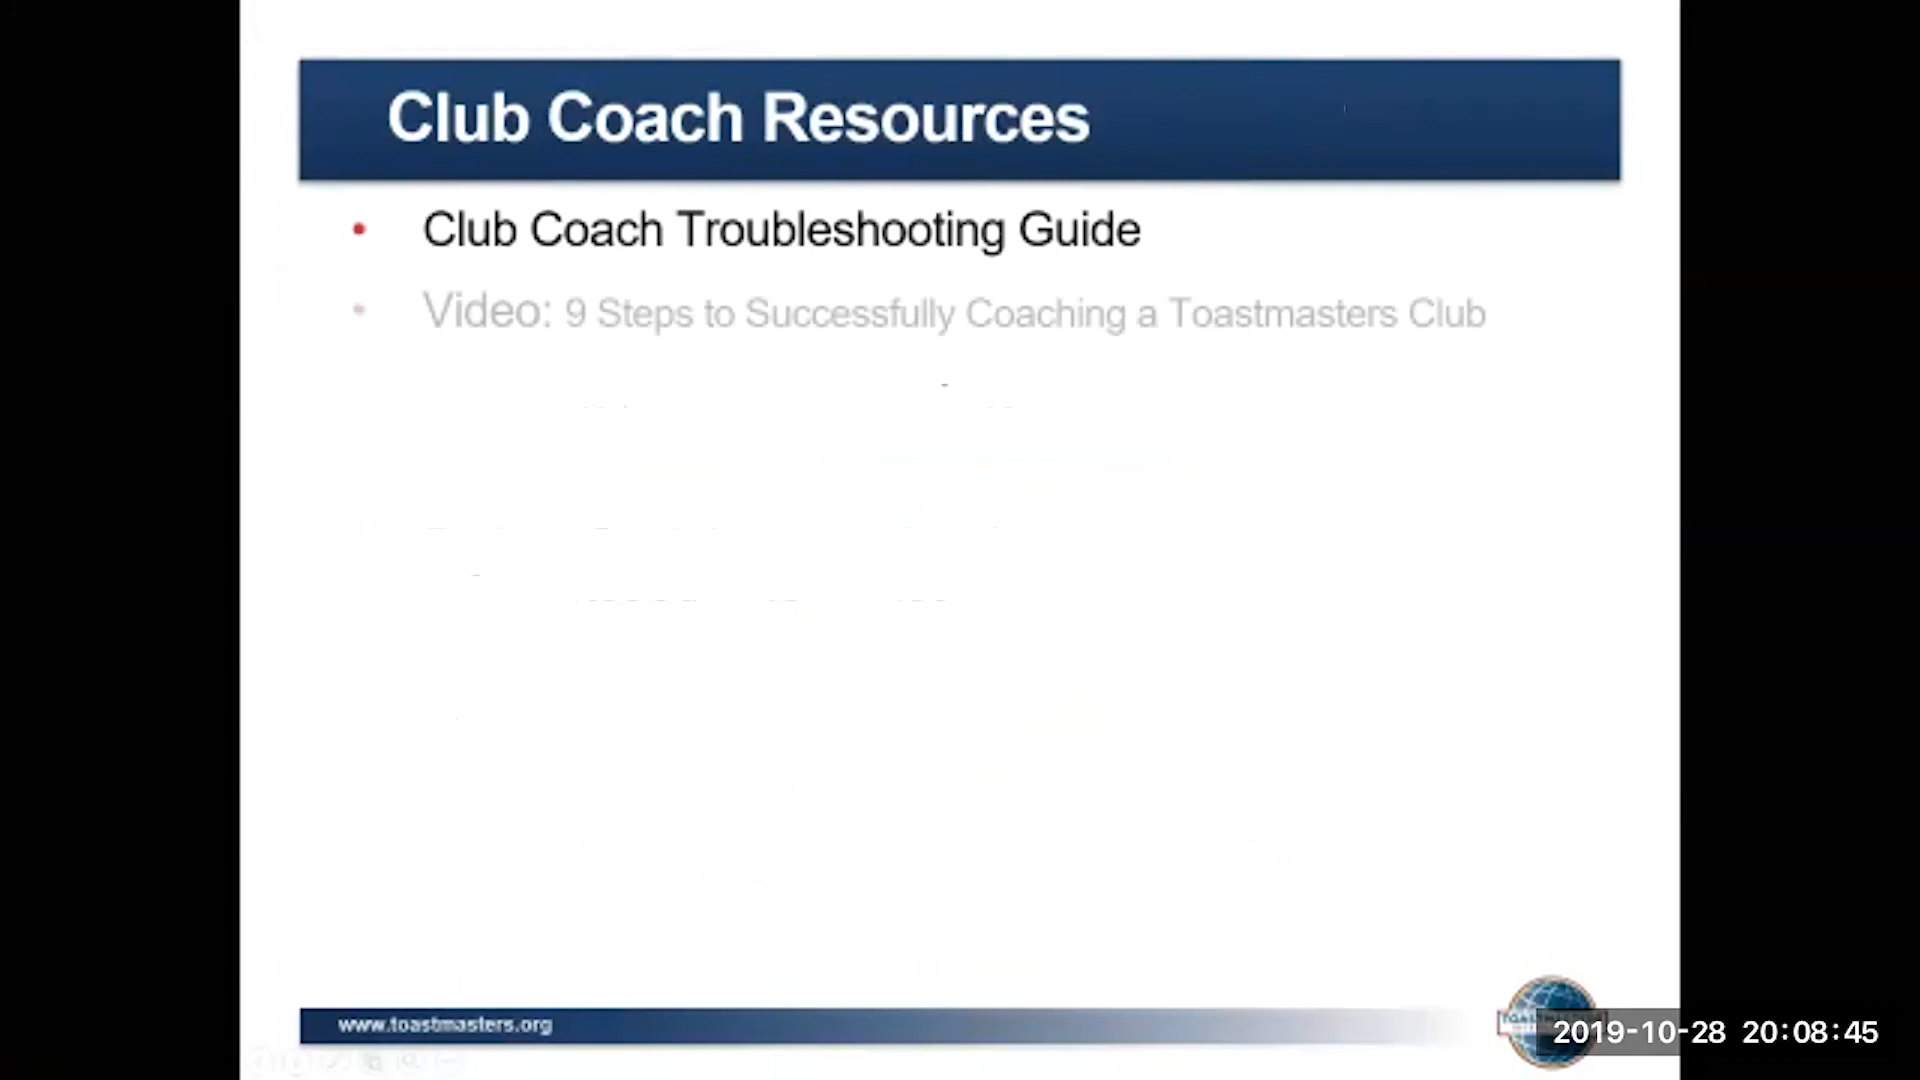 Club Coach Resources
• Club Coach Troubleshooting Guide
• Video: 9 Steps to Successfully Coaching a Toastmasters Club
www.toastmasters.org
2019-10-28 20:08:45